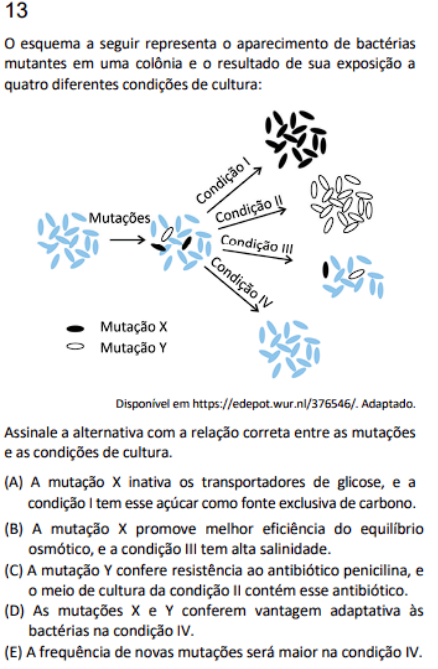 13
O esquema a seguir representa o aparecimento de bactérias
mutantes em uma colônia e o resultado de sua exposição a
quatro diferentes condições de cultura:
Mutações
Condição I
Condição II
Condição III
Condição IV
Mutação X
Mutação Y
Disponível em https://edepot.wur.nl/376546/. Adaptado.
Assinale a alternativa com a relação correta entre as mutações
e as condições de cultura.
(A) A mutação X inativa os transportadores de glicose, e a
condição I tem esse açúcar como fonte exclusiva de carbono.
(B) A mutação X promove melhor eficiência do equilíbrio
osmótico, e a condição III tem alta salinidade.
(C) A mutação Y confere resistência ao antibiótico penicilina, e
o meio de cultura da condição II contém esse antibiótico.
(D) As mutações X e Y conferem vantagem adaptativa às
bactérias na condição IV.
(E) A frequência de novas mutações será maior na condição IV.